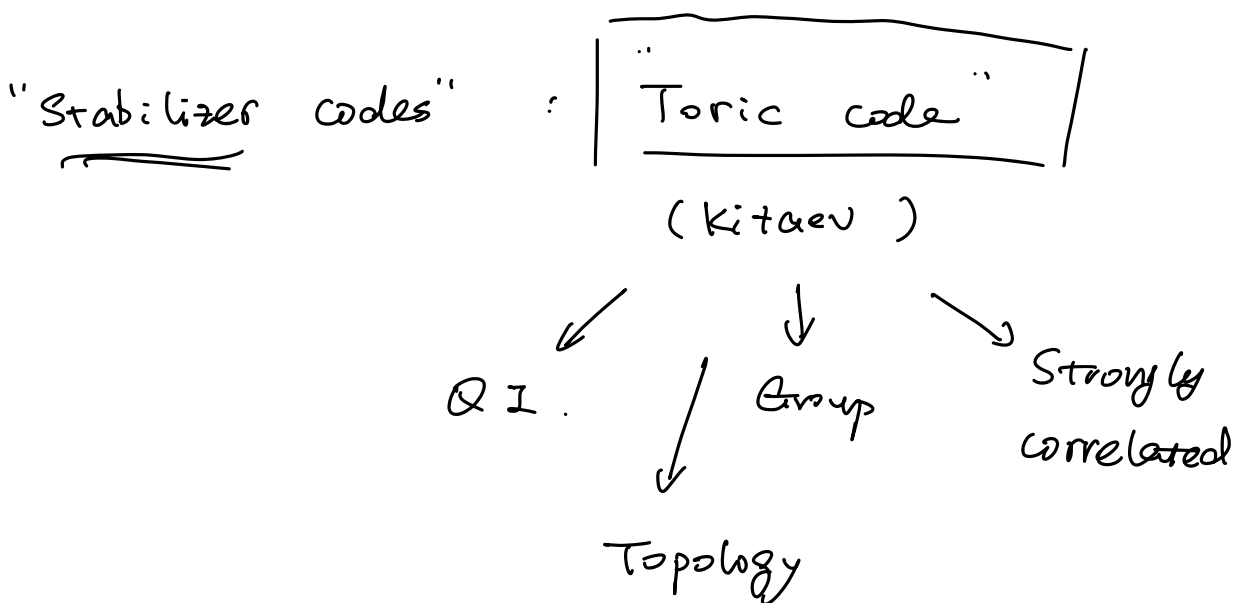 "Stabilizer codes" : "Toric code"
(Kitaev)
QI. Group Strongly
correlated
Topology